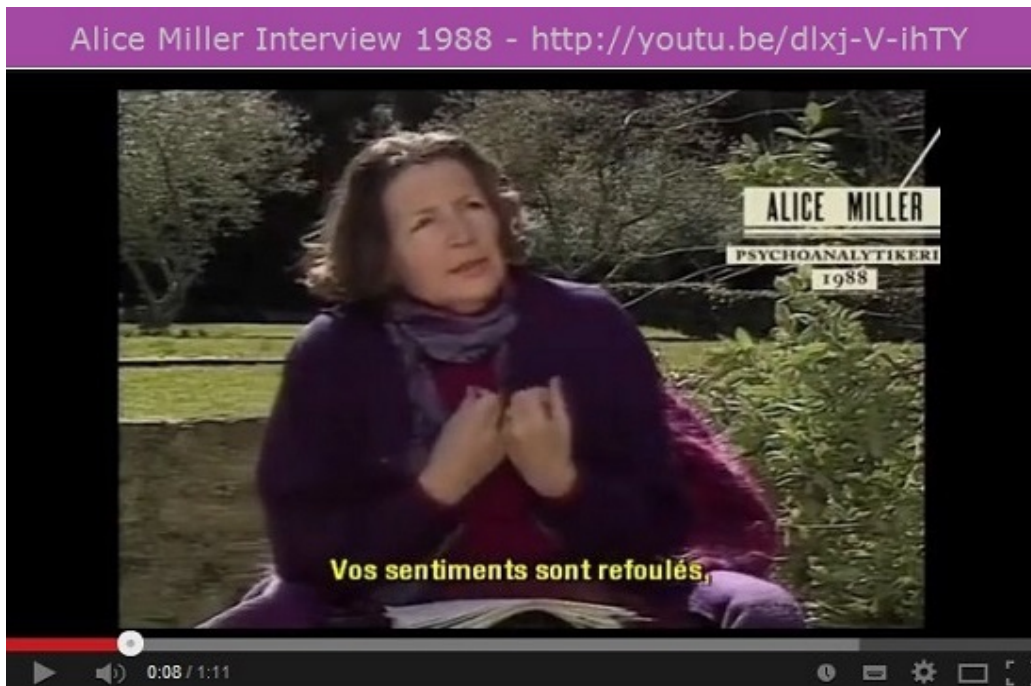 Alice Miller Interview 1988 - http://youtu.be/dlxj-V-ihTY
ALICE MILLER
PSYCHOANALYTIKERI
1988
Vos sentiments sont refoulés,
0:08 / 1:11